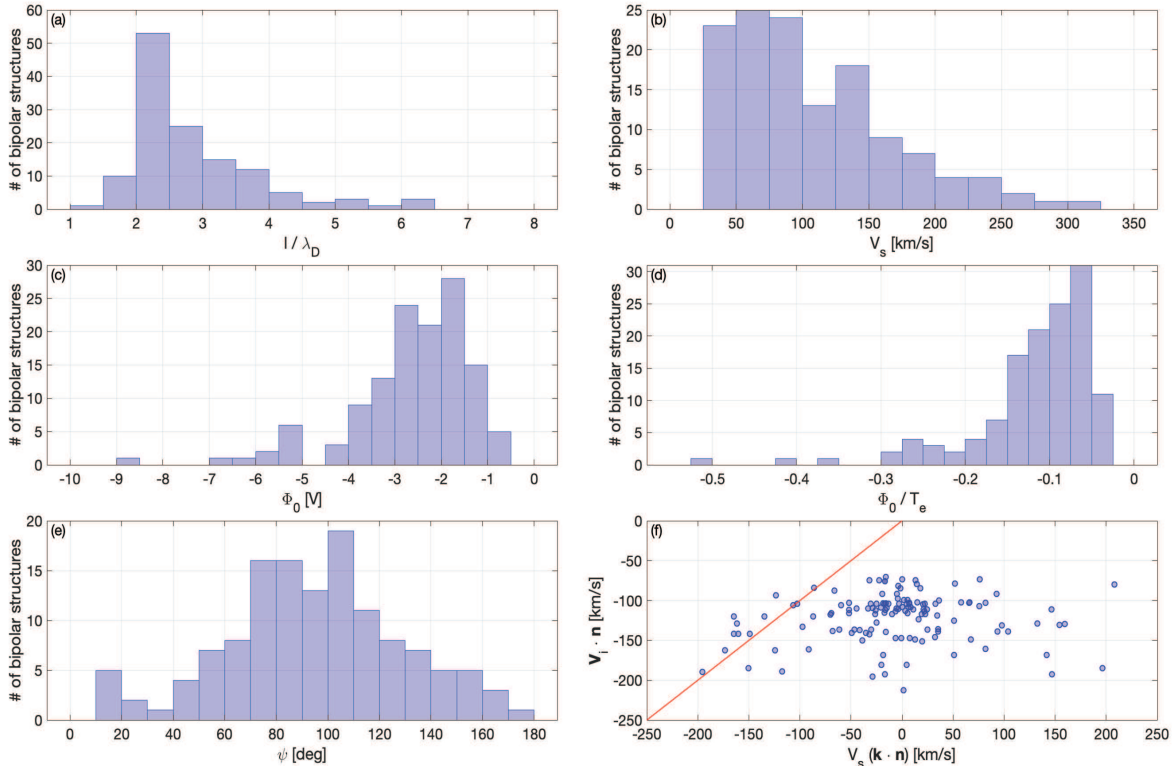 (a)
# of bipolar structures
60
50
40
30
20
10
0
1 2 3 4 5 6 7 8
l / λ_D
(b)
# of bipolar structures
25
20
15
10
5
0
0 50 100 150 200 250 300 350
V_s [km/s]
(c)
# of bipolar structures
30
25
20
15
10
5
0
-10 -9 -8 -7 -6 -5 -4 -3 -2 -1 0
Φ_0 [V]
(d)
# of bipolar structures
30
25
20
15
10
5
0
-0.5 -0.4 -0.3 -0.2 -0.1 0
Φ_0 / T_e
(e)
# of bipolar structures
20
15
10
5
0
0 20 40 60 80 100 120 140 160 180
ψ [deg]
(f)
V_i · n [km/s]
0
-50
-100
-150
-200
-250
-250 -200 -150 -100 -50 0 50 100 150 200 250
V_s (k · n) [km/s]